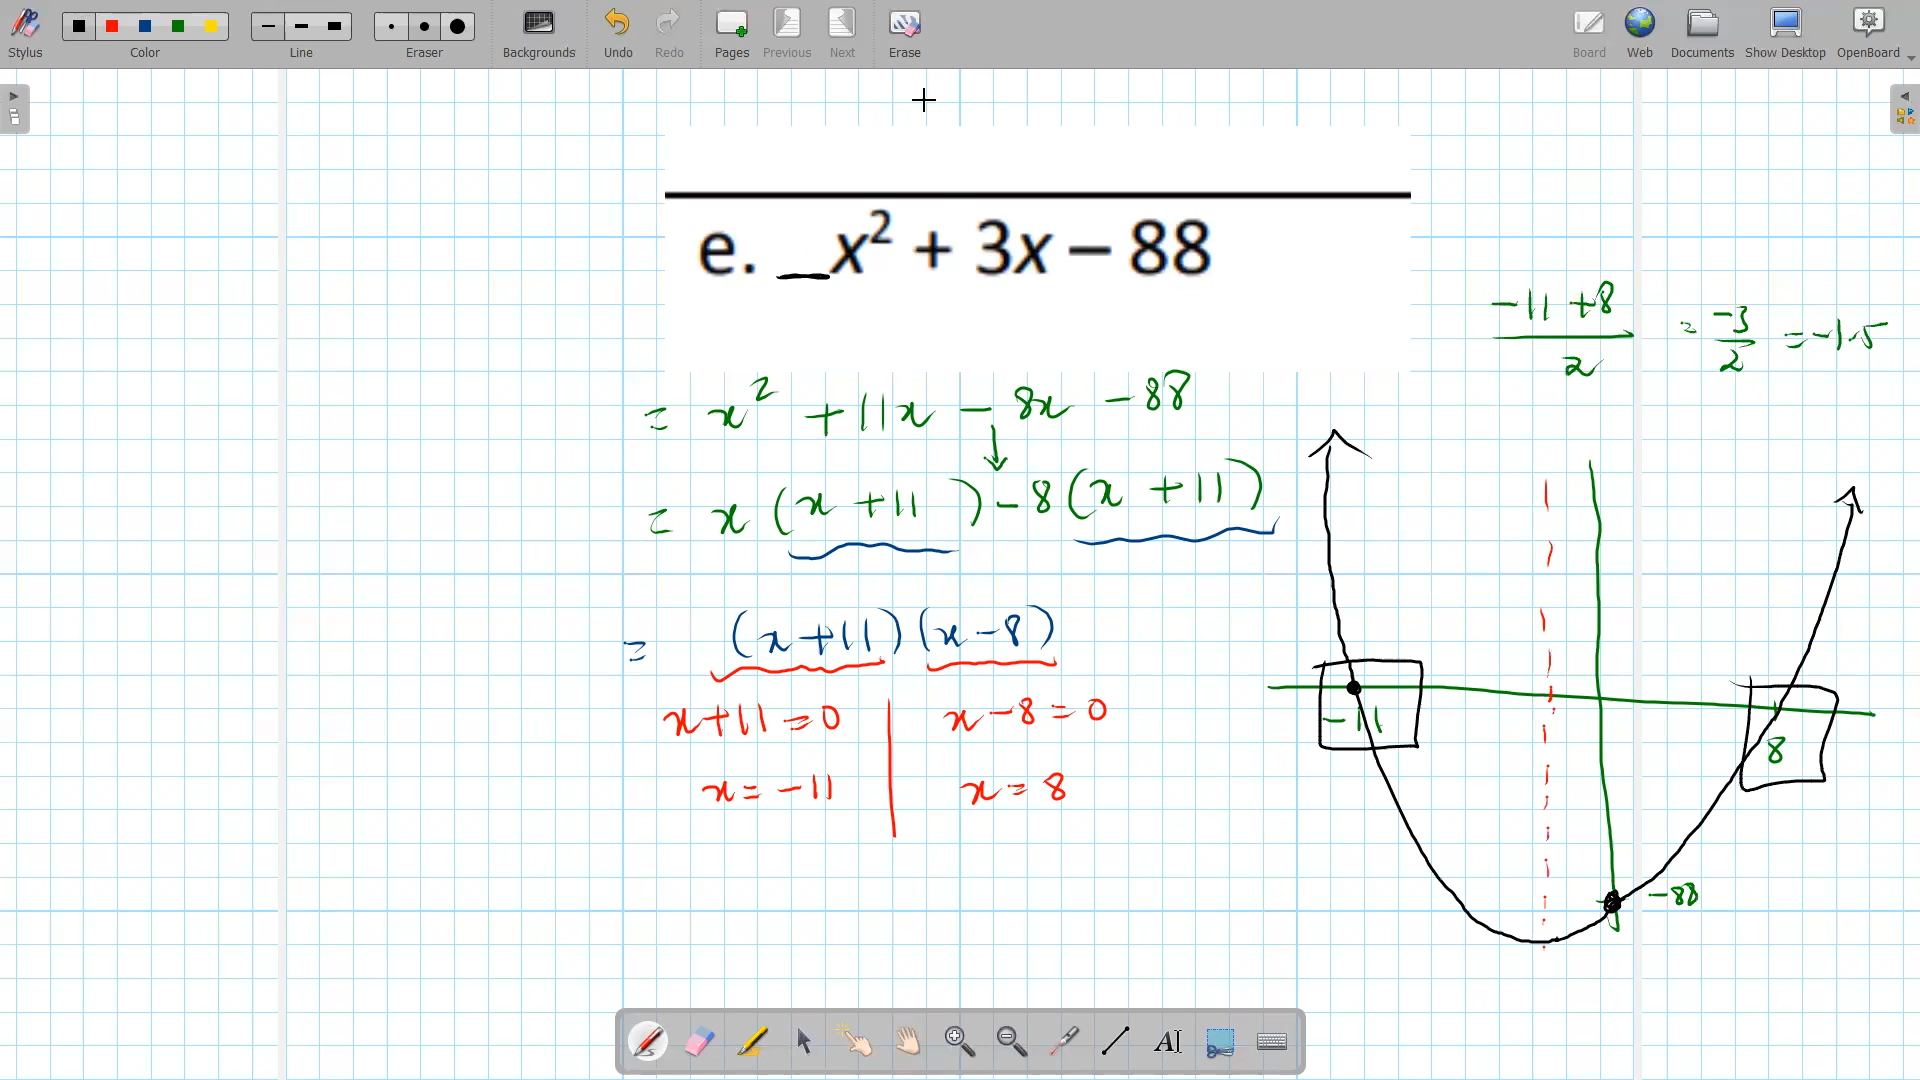 Stylus Color Line Eraser Backgrounds Undo Redo Pages Previous Next Erase Board Web Documents Show Desktop OpenBoard
e. _x² + 3x – 88
= x² + 11x - 8x - 88
= x (x + 11) - 8 (x + 11)
= (x + 11) (x - 8)
x + 11 = 0
x - 8 = 0
x = -11
x = 8
-11 + 8 / 2 = -3 / 2 = -1.5
-11
8
-88